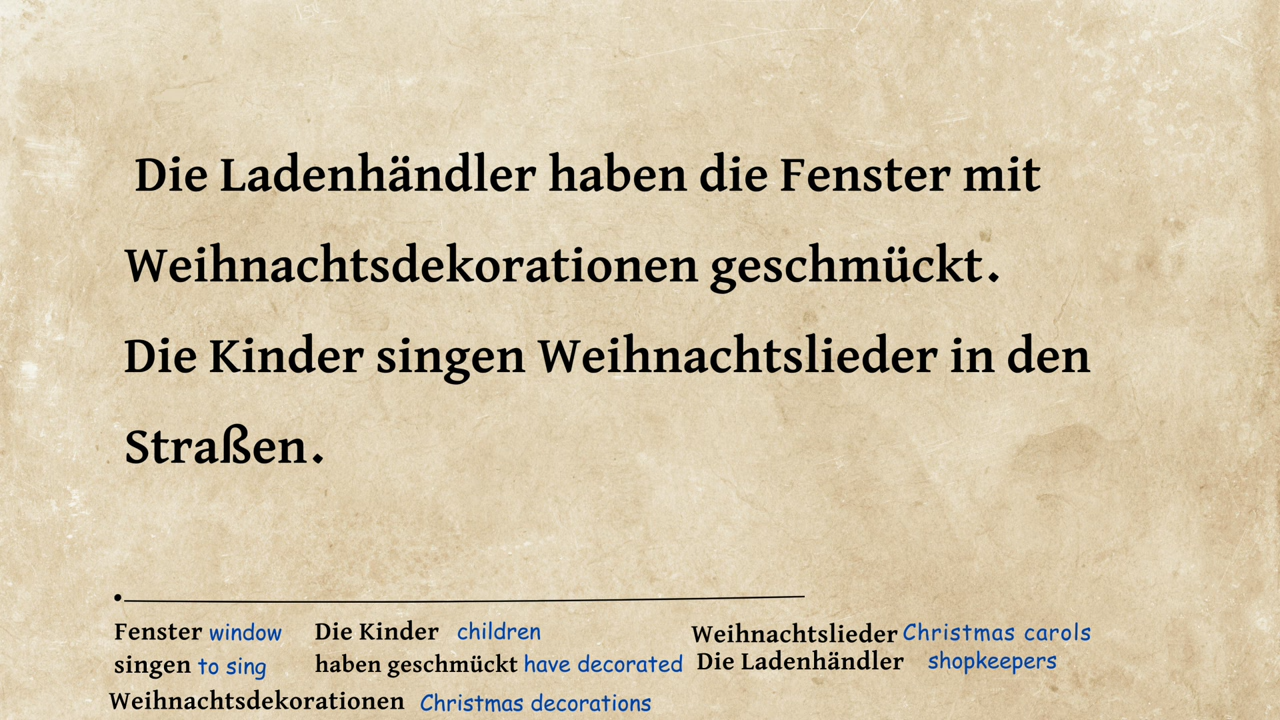 Die Ladenhändler haben die Fenster mit
Weihnachtsdekorationen geschmückt.
Die Kinder singen Weihnachtslieder in den
Straßen.
Fenster window Die Kinder children Weihnachtslieder Christmas carols
singen to sing haben geschmückt have decorated Die Ladenhändler shopkeepers
Weihnachtsdekorationen Christmas decorations